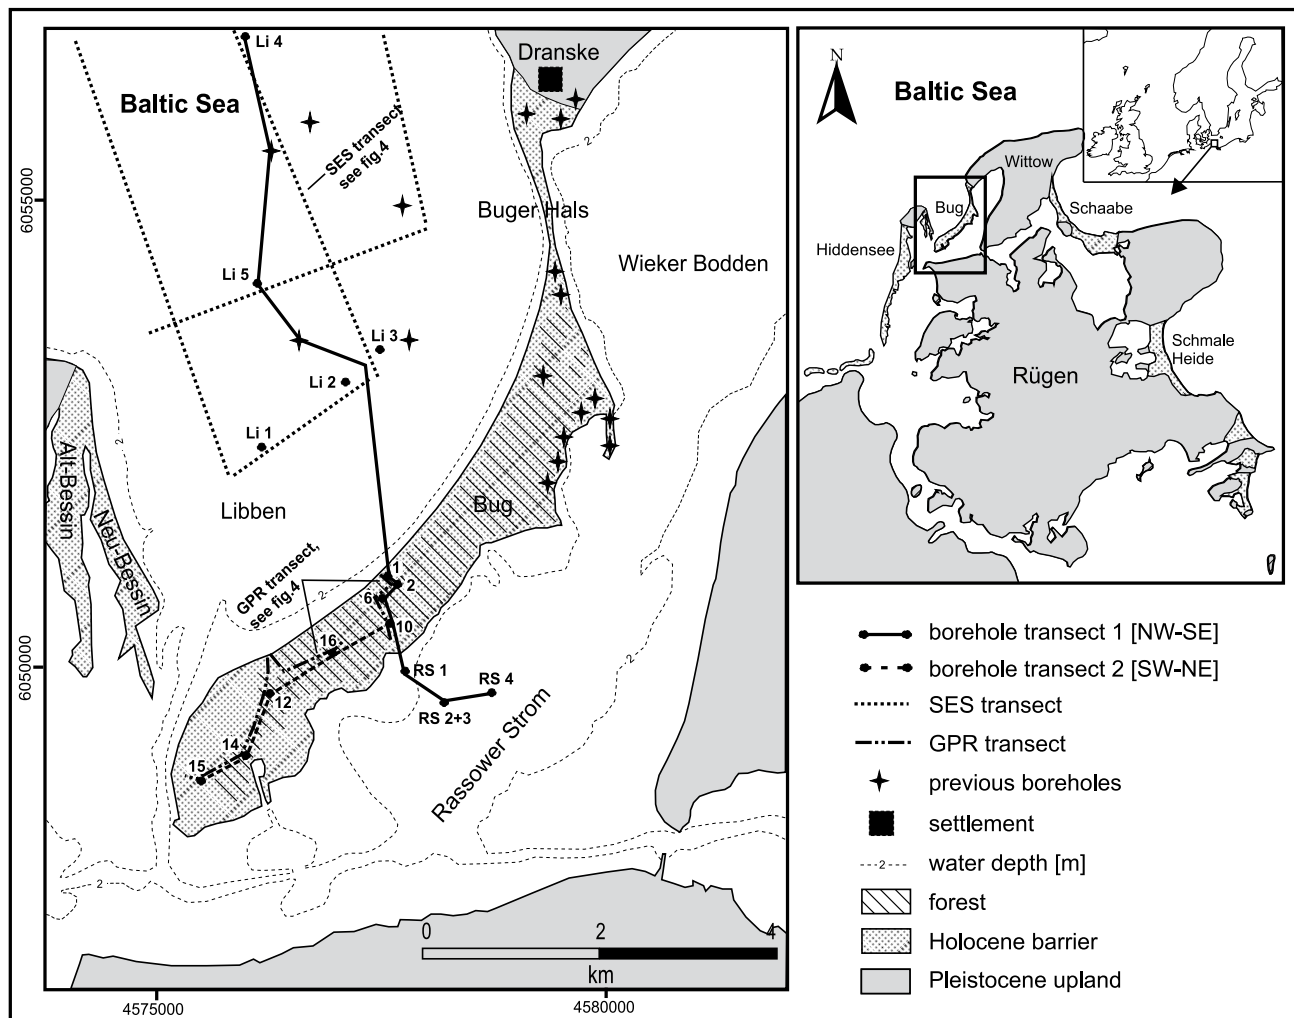 Li 4
Baltic Sea
SES transect
see fig.4
Dranske
2
Buger Hals
Wieker Bodden
6055000
Li 5
Li 3
Li 2
Li 1
2
Alt-Bessin
Neu-Bessin
Libben
Bug
GPR transect,
see fig.4
2
1
2
6
10
16
RS 1
RS 4
RS 2+3
12
14
15
6050000
Rassower Strom
2
0
2
4
km
4575000
4580000
N
Baltic Sea
Wittow
Bug
Schaabe
Hiddensee
Schmale
Heide
Rügen
borehole transect 1 [NW-SE]
borehole transect 2 [SW-NE]
SES transect
GPR transect
previous boreholes
settlement
2
water depth [m]
forest
Holocene barrier
Pleistocene upland